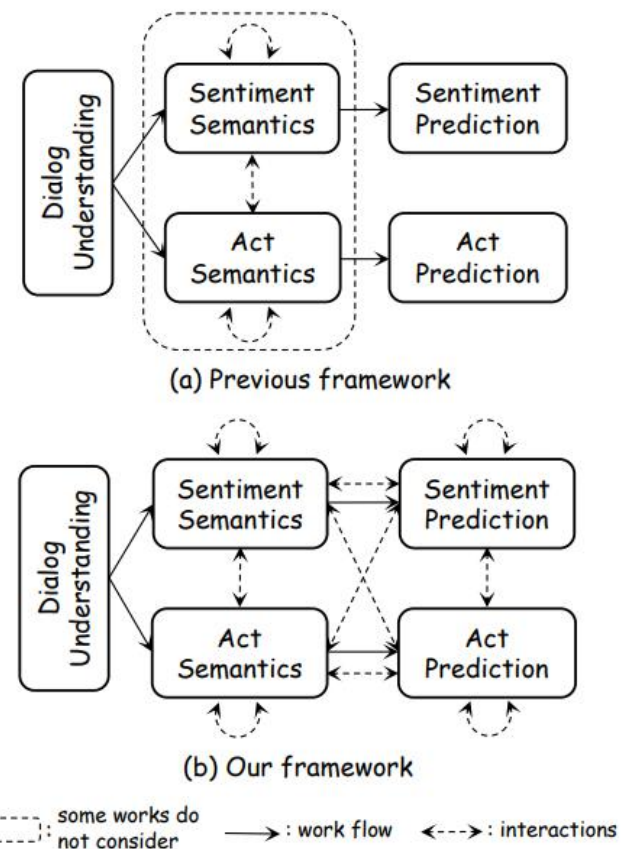 Dialog
Understanding
Sentiment
Semantics
Sentiment
Prediction
Act
Semantics
Act
Prediction
(a) Previous framework
Dialog
Understanding
Sentiment
Semantics
Sentiment
Prediction
Act
Semantics
Act
Prediction
(b) Our framework
: some works do
not consider
: work flow
: interactions